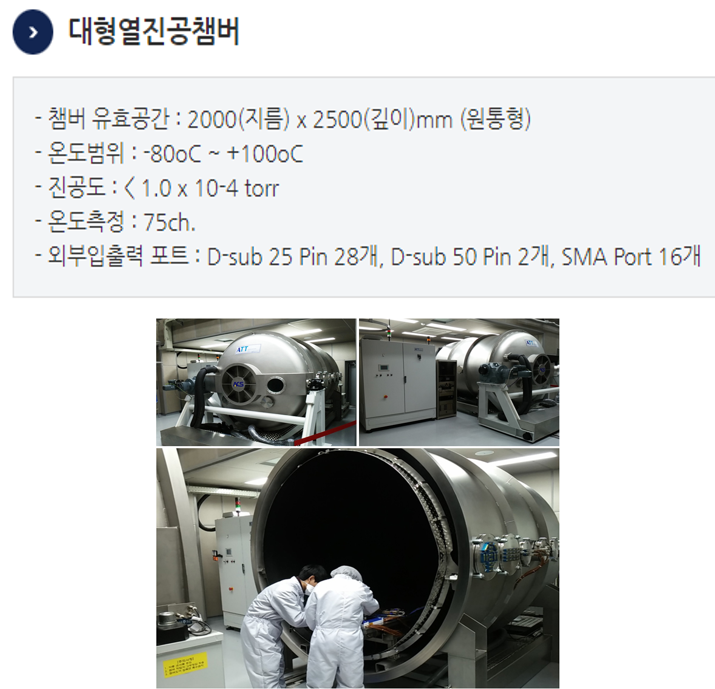 대형열진공챔버
- 챔버 유효공간 : 2000(지름) x 2500(깊이)mm (원통형)
- 온도범위 : -80oC ~ +100oC
- 진공도 : < 1.0 x 10-4 torr
- 온도측정 : 75ch.
- 외부입출력 포트 : D-sub 25 Pin 28개, D-sub 50 Pin 2개, SMA Port 16개
ATT